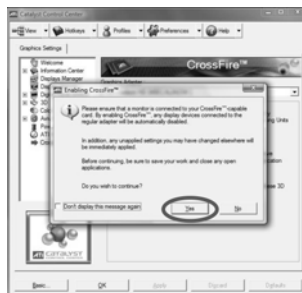 Catalyst Control Center
View
Hotkeys
Profiles
Preferences
Help
Graphics Settings
Welcome
Information Center
Displays Manager
CrossFire™
Enabling CrossFire™
Please ensure that a monitor is connected to your CrossFire™-capable
card. By enabling CrossFire™, any display devices connected to the
regular adapter will be automatically disabled.
In addition, any unapplied settings you may have changed elsewhere will
be immediately applied.
Before continuing, be sure to save your work and close any open
applications.
Do you wish to continue?
Don't display this message again
Yes
No
ATI CATALYST
Basic...
OK
Apply
Discard
Defaults